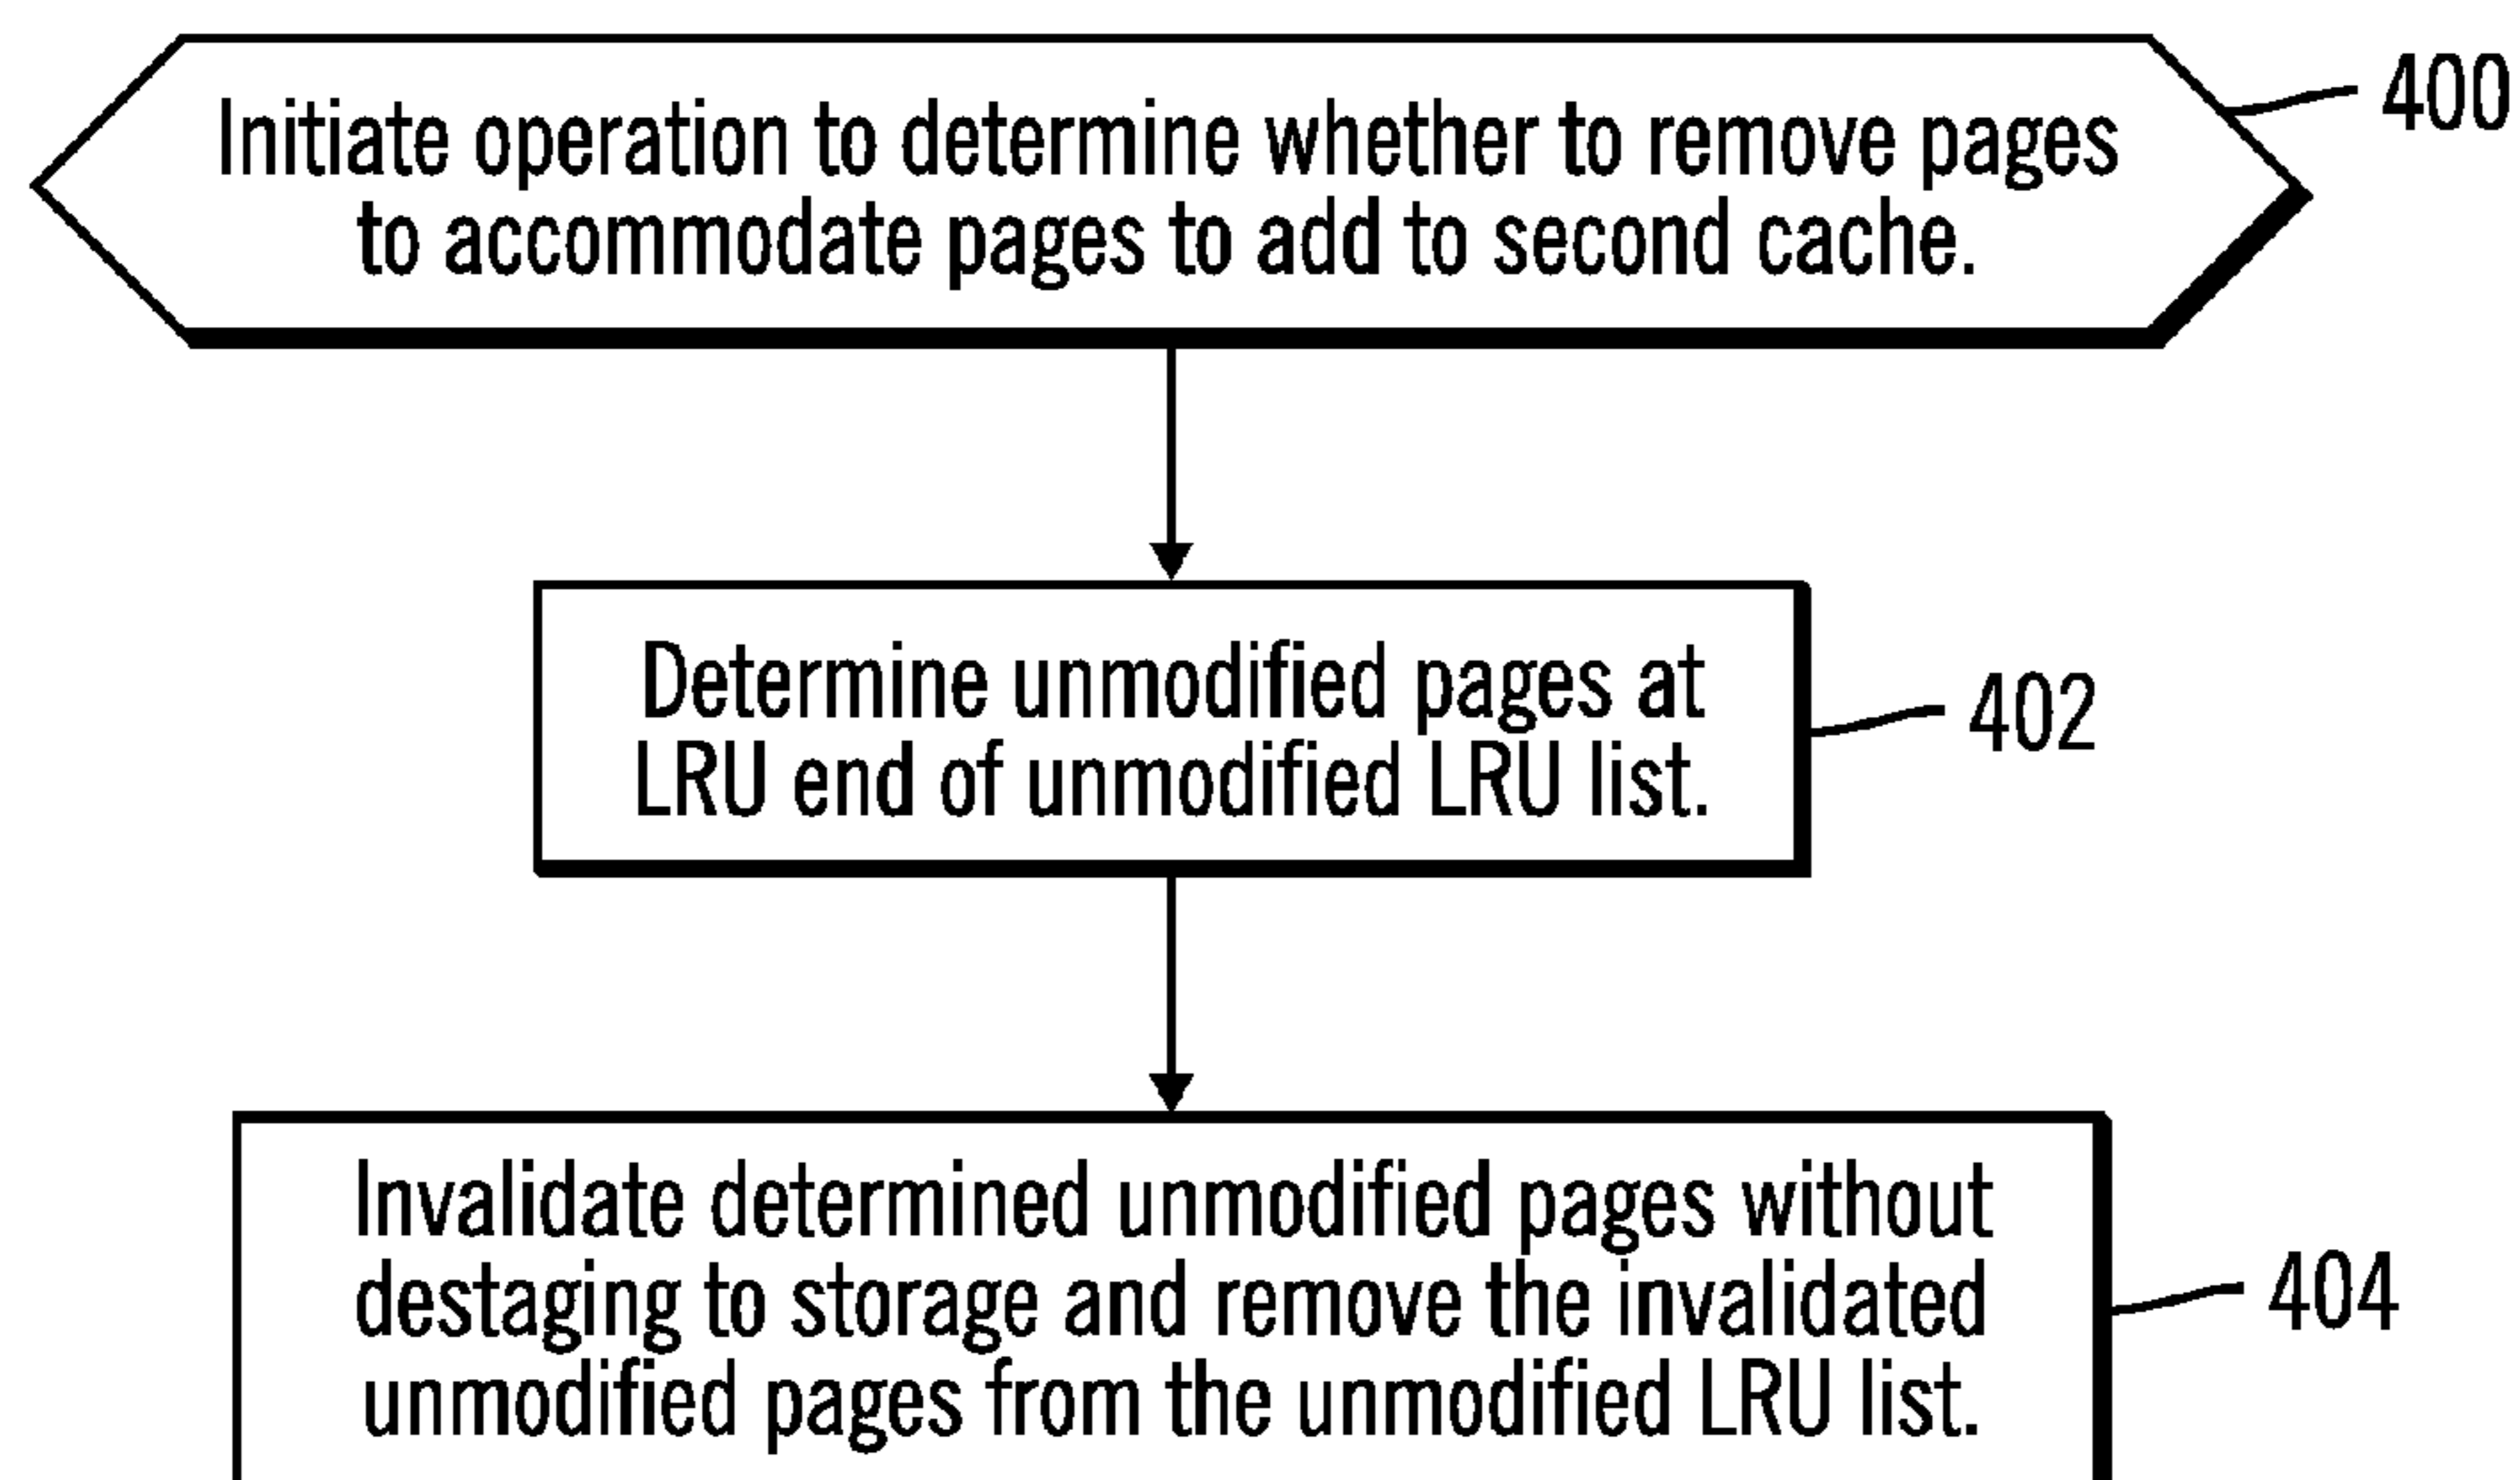 Initiate operation to determine whether to remove pages
to accommodate pages to add to second cache.
400
Determine unmodified pages at
LRU end of unmodified LRU list.
402
Invalidate determined unmodified pages without
destaging to storage and remove the invalidated
unmodified pages from the unmodified LRU list.
404